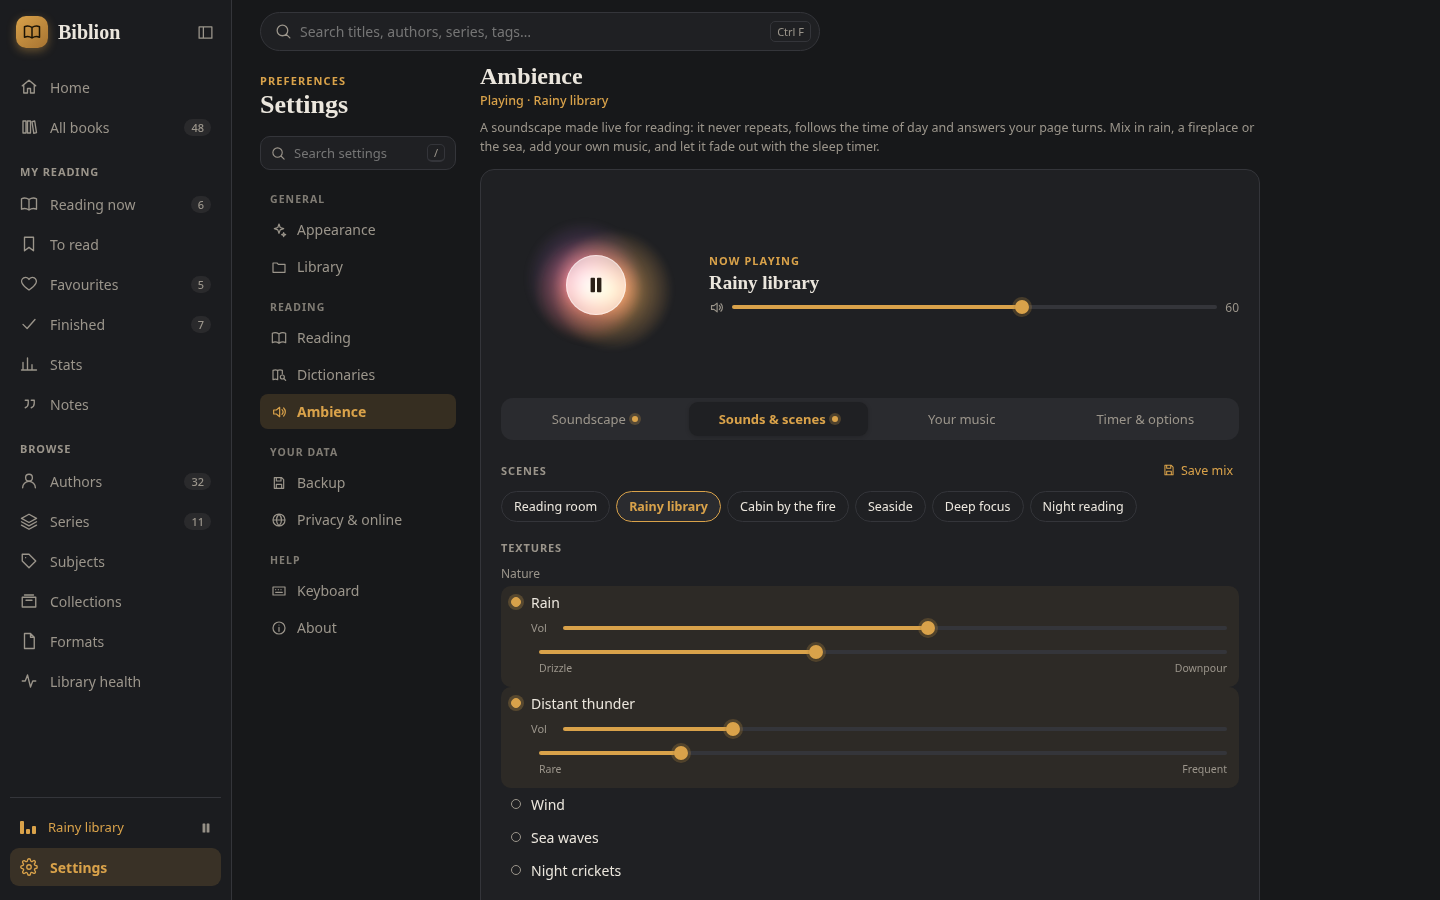 Biblion
Home
All books 48
MY READING
Reading now 6
To read
Favourites 5
Finished 7
Stats
Notes
BROWSE
Authors 32
Series 11
Subjects
Collections
Formats
Library health
Rainy library
Settings
Search titles, authors, series, tags... Ctrl F
PREFERENCES
Settings
Search settings /
GENERAL
Appearance
Library
READING
Reading
Dictionaries
Ambience
YOUR DATA
Backup
Privacy & online
HELP
Keyboard
About
Ambience
Playing · Rainy library
A soundscape made live for reading: it never repeats, follows the time of day and answers your page turns. Mix in rain, a fireplace or
the sea, add your own music, and let it fade out with the sleep timer.
NOW PLAYING
Rainy library
60
Soundscape Sounds & scenes Your music Timer & options
SCENES Save mix
Reading room Rainy library Cabin by the fire Seaside Deep focus Night reading
TEXTURES
Nature
Rain
Vol
Drizzle Downpour
Distant thunder
Vol
Rare Frequent
Wind
Sea waves
Night crickets